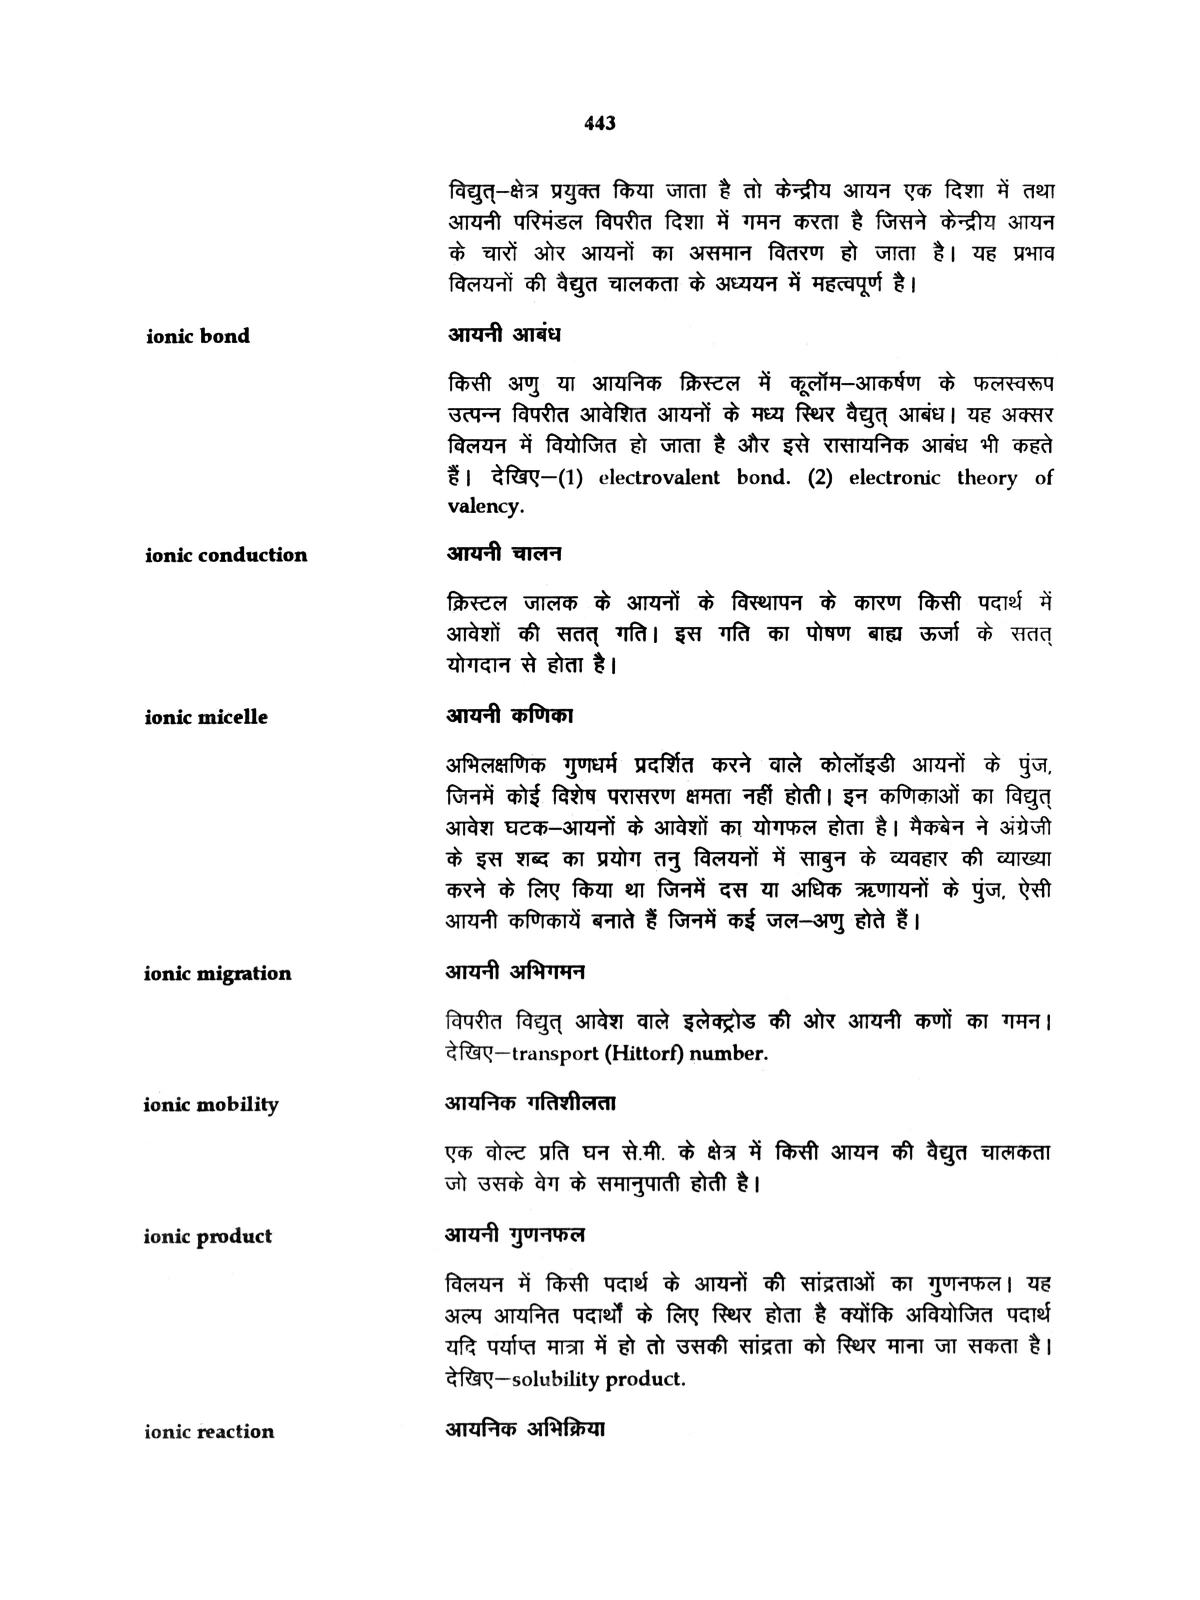 443
विद्युत्–क्षेत्र प्रयुक्त किया जाता है तो केन्द्रीय आयन एक दिशा में तथा
आयनी परिमंडल विपरीत दिशा में गमन करता है जिसने केन्द्रीय आयन
के चारों ओर आयनों का असमान वितरण हो जाता है। यह प्रभाव
विलयनों की वैद्युत चालकता के अध्ययन में महत्वपूर्ण है।
ionic bond आयनी आबंध
किसी अणु या आयनिक क्रिस्टल में कूलॉम–आकर्षण के फलस्वरूप
उत्पन्न विपरीत आवेशित आयनों के मध्य स्थिर वैद्युत् आबंध। यह अक्सर
विलयन में वियोजित हो जाता है और इसे रासायनिक आबंध भी कहते
हैं। देखिए–(1) electrovalent bond. (2) electronic theory of
valency.
ionic conduction आयनी चालन
क्रिस्टल जालक के आयनों के विस्थापन के कारण किसी पदार्थ में
आवेशों की सतत् गति। इस गति का पोषण बाह्य ऊर्जा के सतत्
योगदान से होता है।
ionic micelle आयनी कणिका
अभिलक्षणिक गुणधर्म प्रदर्शित करने वाले कोलॉइडी आयनों के पुंज,
जिनमें कोई विशेष परासरण क्षमता नहीं होती। इन कणिकाओं का विद्युत्
आवेश घटक–आयनों के आवेशों का योगफल होता है। मैकबेन ने अंग्रेजी
के इस शब्द का प्रयोग तनु विलयनों में साबुन के व्यवहार की व्याख्या
करने के लिए किया था जिनमें दस या अधिक ऋणायनों के पुंज, ऐसी
आयनी कणिकायें बनाते हैं जिनमें कई जल–अणु होते हैं।
ionic migration आयनी अभिगमन
विपरीत विद्युत् आवेश वाले इलेक्ट्रोड की ओर आयनी कणों का गमन।
देखिए–transport (Hittorf) number.
ionic mobility आयनिक गतिशीलता
एक वोल्ट प्रति घन से.मी. के क्षेत्र में किसी आयन की वैद्युत चालकता
जो उसके वेग के समानुपाती होती है।
ionic product आयनी गुणनफल
विलयन में किसी पदार्थ के आयनों की सांद्रताओं का गुणनफल। यह
अल्प आयनित पदार्थों के लिए स्थिर होता है क्योंकि अवियोजित पदार्थ
यदि पर्याप्त मात्रा में हो तो उसकी सांद्रता को स्थिर माना जा सकता है।
देखिए–solubility product.
ionic reaction आयनिक अभिक्रिया